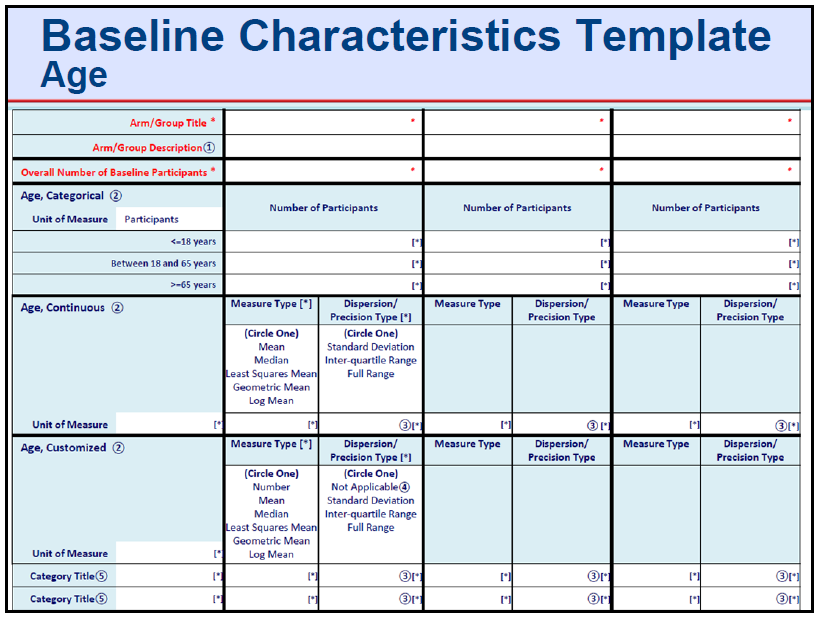 Baseline Characteristics Template
Age
Arm/Group Title * * * *
Arm/Group Description①
Overall Number of Baseline Participants * * * *
Age, Categorical ②
Unit of Measure Participants
Number of Participants Number of Participants Number of Participants
<=18 years [*] [*] [*]
Between 18 and 65 years [*] [*] [*]
>=65 years [*] [*] [*]
Age, Continuous ②
Measure Type [*] Dispersion/ Measure Type Dispersion/ Measure Type Dispersion/
Precision Type [*] Precision Type Precision Type
(Circle One) (Circle One)
Mean Standard Deviation
Median Inter-quartile Range
Least Squares Mean Full Range
Geometric Mean
Log Mean
Unit of Measure [*] [*] ③[*] [*] ③[*] [*] ③[*]
Age, Customized ②
Measure Type [*] Dispersion/ Measure Type Dispersion/ Measure Type Dispersion/
Precision Type [*] Precision Type Precision Type
(Circle One) (Circle One)
Number Not Applicable④
Mean Standard Deviation
Median Inter-quartile Range
Least Squares Mean Full Range
Geometric Mean
Log Mean
Unit of Measure [*]
Category Title⑤ [*] [*] ③[*] [*] ③[*] [*] ③[*]
Category Title⑤ [*] [*] ③[*] [*] ③[*] [*] ③[*]